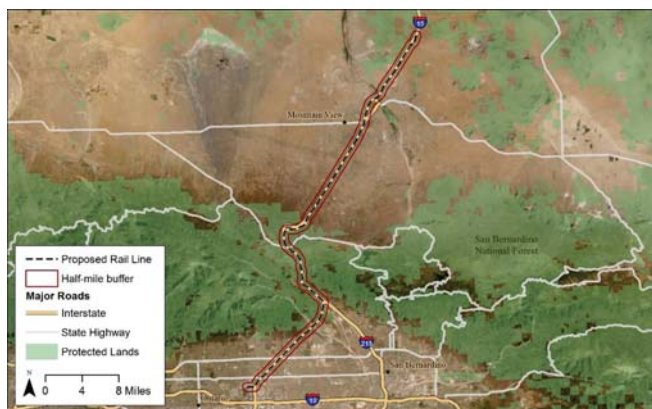 15
Mountain View
San Bernardino
National Forest
Proposed Rail Line
Half-mile buffer
Major Roads
Interstate
State Highway
Protected Lands
N
0 4 8 Miles
215
San Bernardino
10